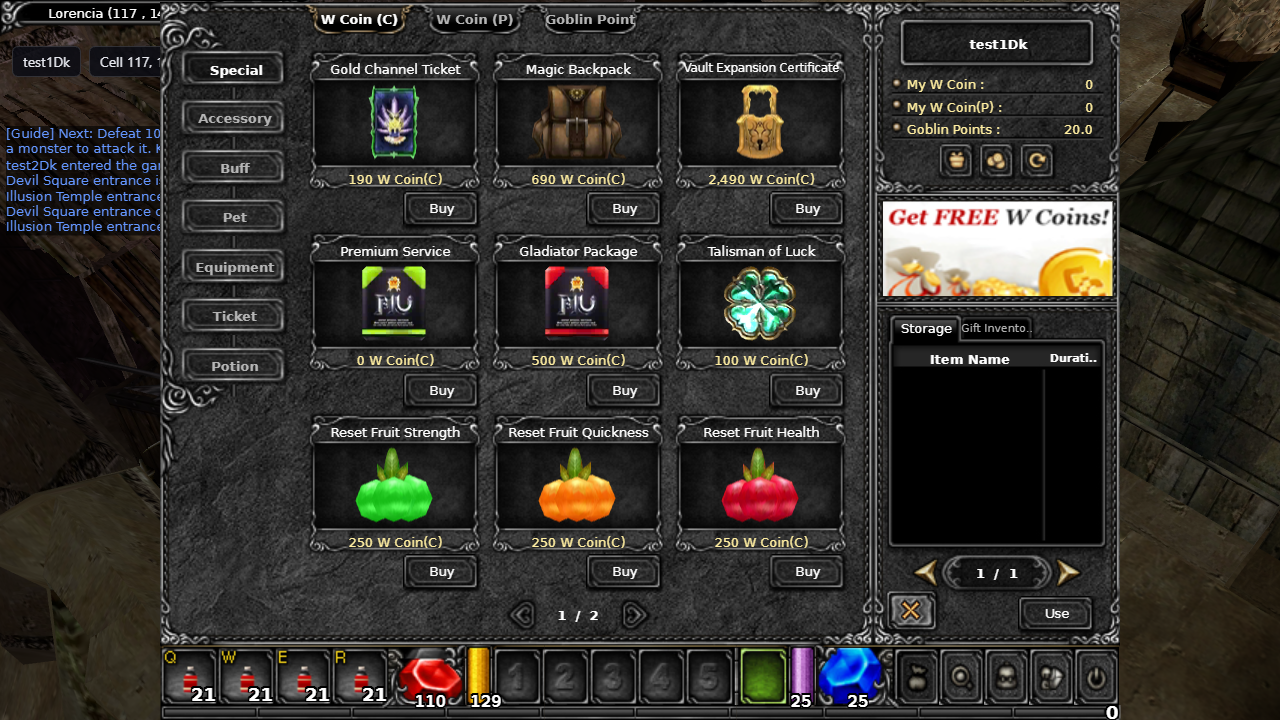 Lorencia (117 , 14
test1Dk
Cell 117, 1
[Guide] Next: Defeat 10
a monster to attack it. K
test2Dk entered the gam
Devil Square entrance i
Illusion Temple entrance
Devil Square entrance c
Illusion Temple entrance
W Coin (C)
W Coin (P)
Goblin Point
Special
Accessory
Buff
Pet
Equipment
Ticket
Potion
Gold Channel Ticket
190 W Coin(C)
Buy
Magic Backpack
690 W Coin(C)
Buy
Vault Expansion Certificate
2,490 W Coin(C)
Buy
Premium Service
MU
0 W Coin(C)
Buy
Gladiator Package
MU
500 W Coin(C)
Buy
Talisman of Luck
100 W Coin(C)
Buy
Reset Fruit Strength
250 W Coin(C)
Buy
Reset Fruit Quickness
250 W Coin(C)
Buy
Reset Fruit Health
250 W Coin(C)
Buy
1 / 2
test1Dk
My W Coin : 0
My W Coin(P) : 0
Goblin Points : 20.0
Get FREE W Coins!
Storage
Gift Invento..
Item Name
Durati..
1 / 1
Use
Q 21
W 21
E 21
R 21
110
129
1
2
3
4
5
25
25
0